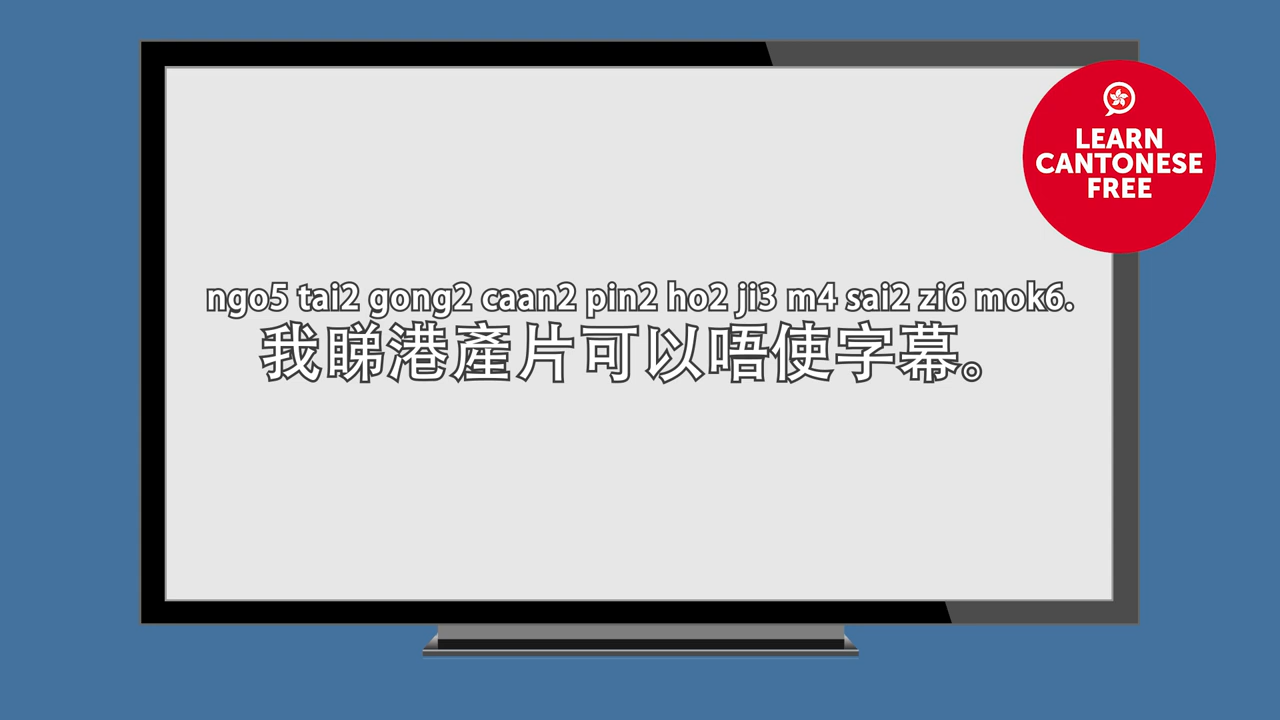 LEARN
CANTONESE
FREE
ngo5 tai2 gong2 caan2 pin2 ho2 ji3 m4 sai2 zi6 mok6.
我睇港產片可以唔使字幕。